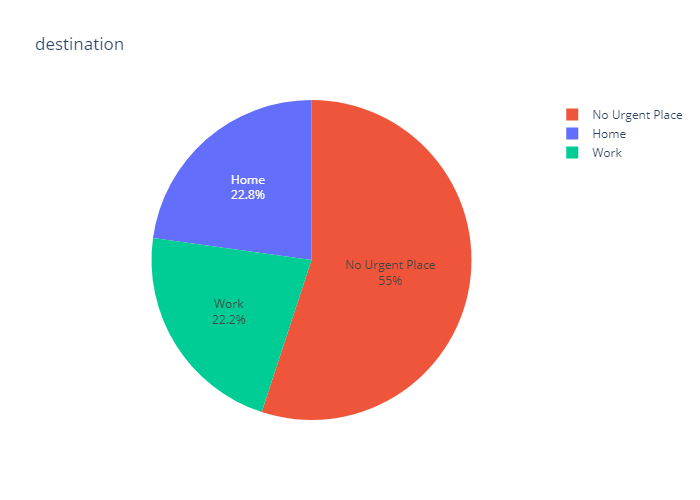 destination
No Urgent Place
Home
Work
Home
22.8%
No Urgent Place
55%
Work
22.2%